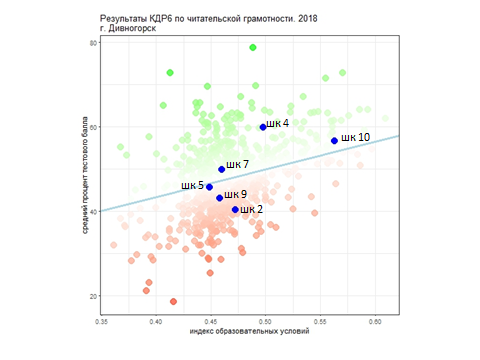 Результаты КДР6 по читательской грамотности. 2018
г. Дивногорск
80
60
40
20
средний процент тестового балла
шк 4
шк 10
шк 7
шк 5
шк 9
шк 2
0.35
0.40
0.45
0.50
0.55
0.60
индекс образовательных условий